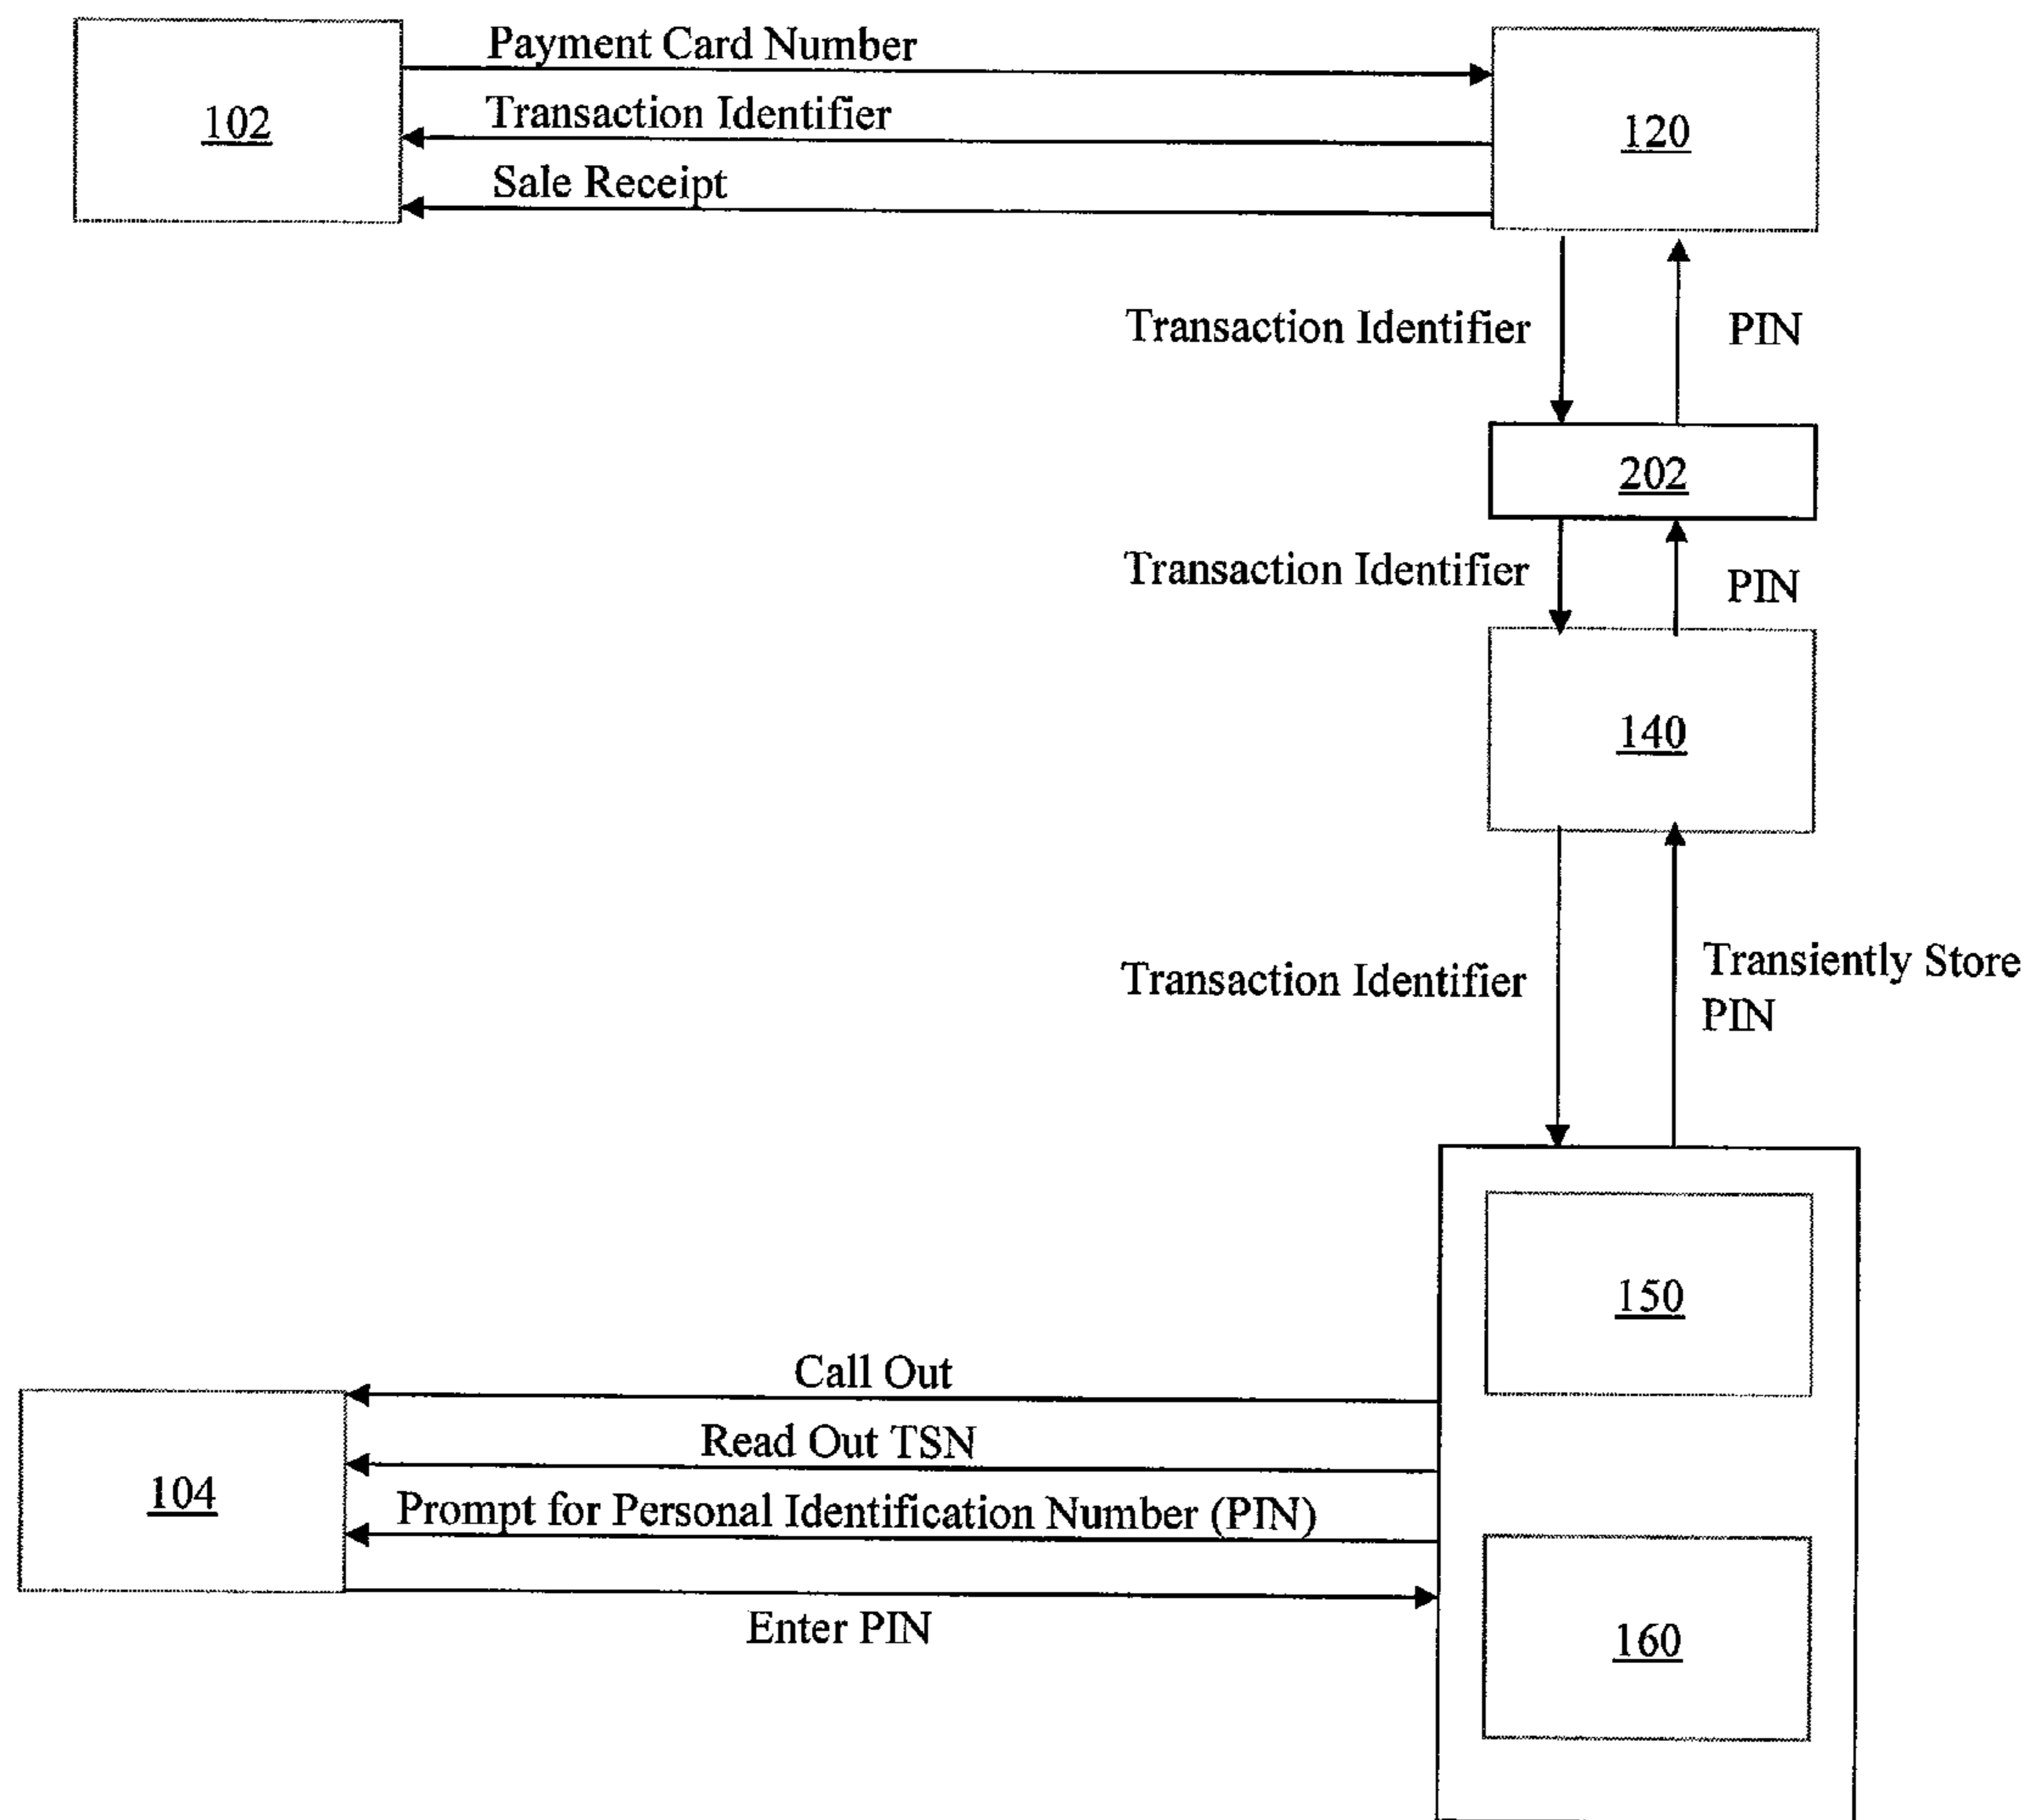 Payment Card Number
102
Transaction Identifier
120
Sale Receipt
Transaction Identifier
PIN
202
Transaction Identifier
PIN
140
Transaction Identifier
Transiently Store
PIN
150
Call Out
Read Out TSN
104
Prompt for Personal Identification Number (PIN)
Enter PIN
160